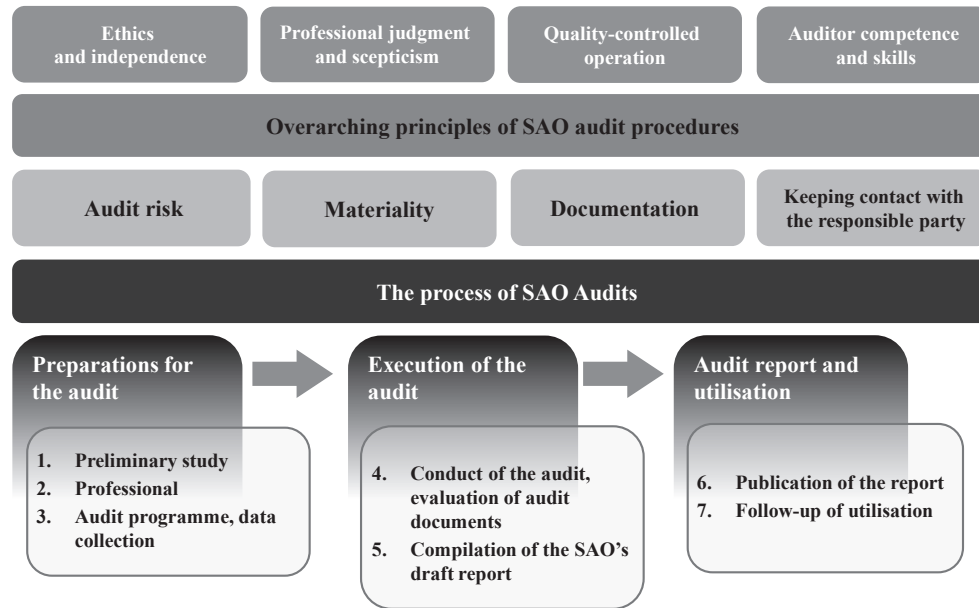 Ethics
and independence
Professional judgment
and scepticism
Quality-controlled
operation
Auditor competence
and skills
Overarching principles of SAO audit procedures
Audit risk
Materiality
Documentation
Keeping contact with
the responsible party
The process of SAO Audits
Preparations for
the audit
1. Preliminary study
2. Professional
3. Audit programme, data
collection
Execution of the
audit
4. Conduct of the audit,
evaluation of audit
documents
5. Compilation of the SAO's
draft report
Audit report and
utilisation
6. Publication of the report
7. Follow-up of utilisation